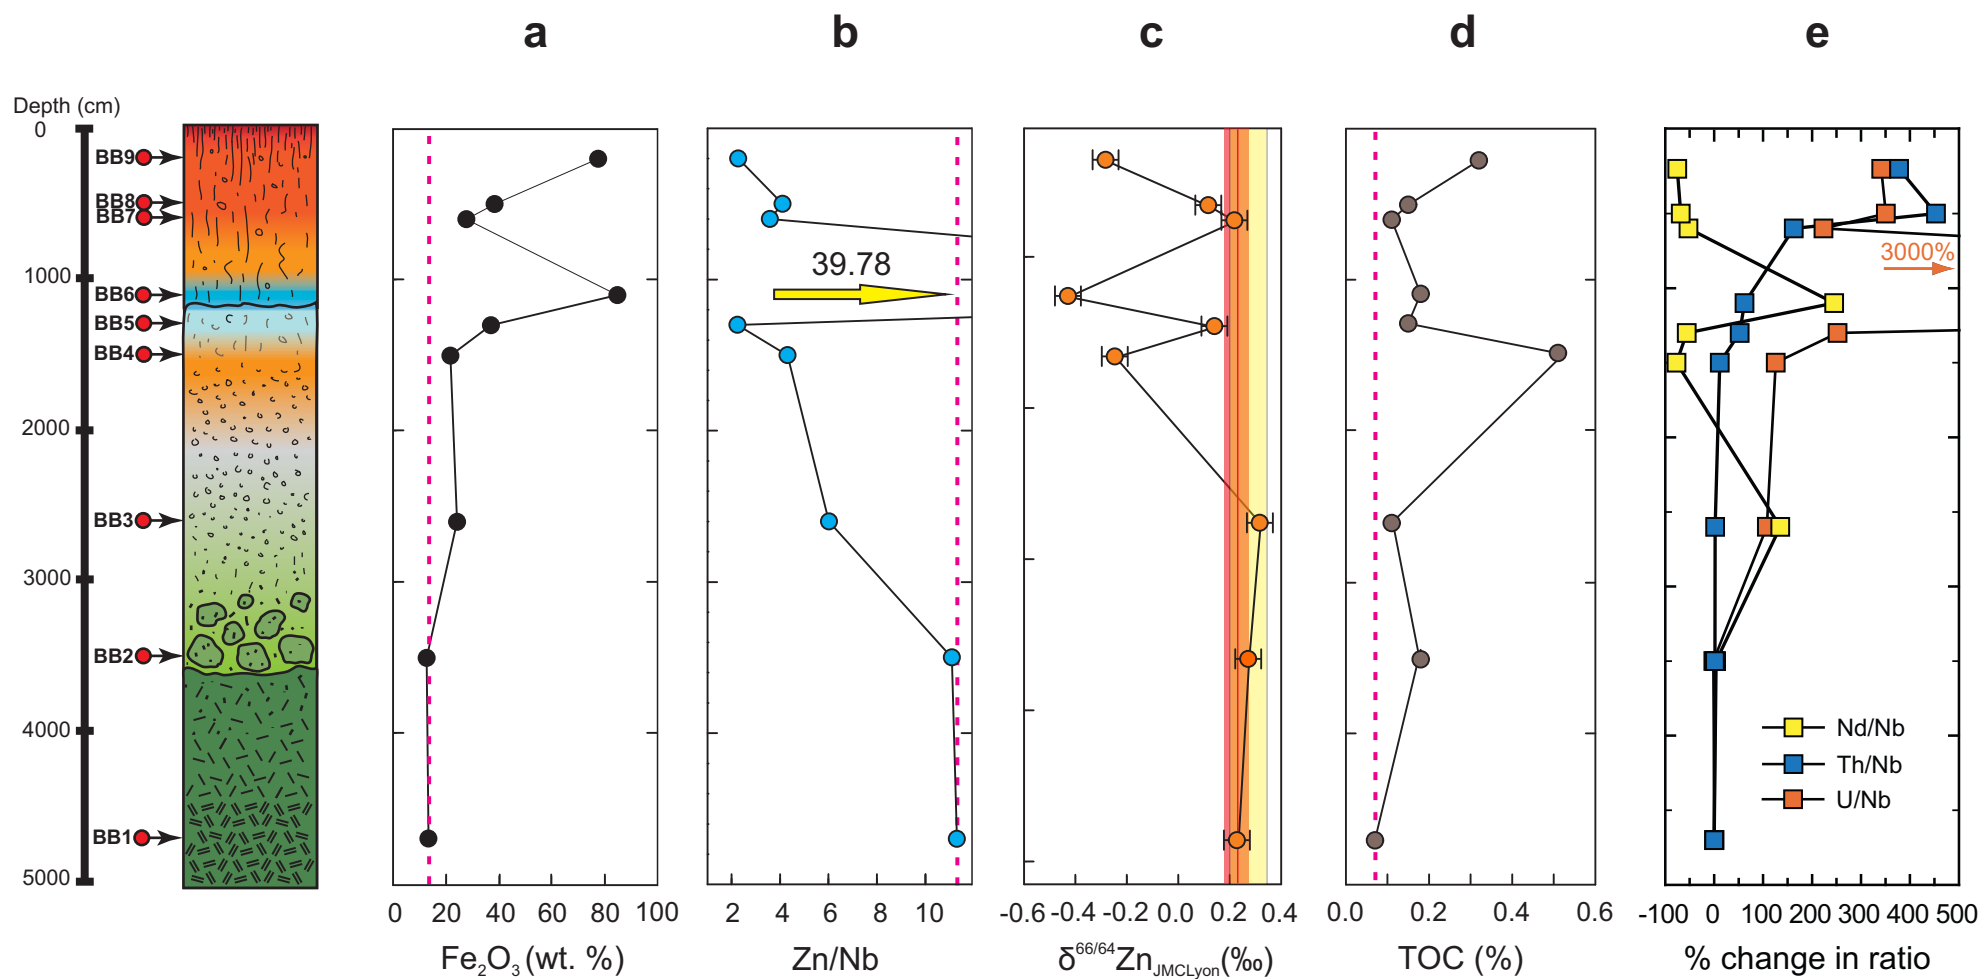 a b c d e
Depth (cm)
0
1000
2000
3000
4000
5000
BB9
BB8
BB7
BB6
BB5
BB4
BB3
BB2
BB1
39.78
3000%
Nd/Nb
Th/Nb
U/Nb
0 20 40 60 80 100
2 4 6 8 10
-0.6 -0.4 -0.2 0.0 0.2 0.4
0.0 0.2 0.4 0.6
-100 0 100 200 300 400 500
Fe₂O₃ (wt. %)
Zn/Nb
δ⁶⁶/⁶⁴Zn JMCLyon (‰)
TOC (%)
% change in ratio